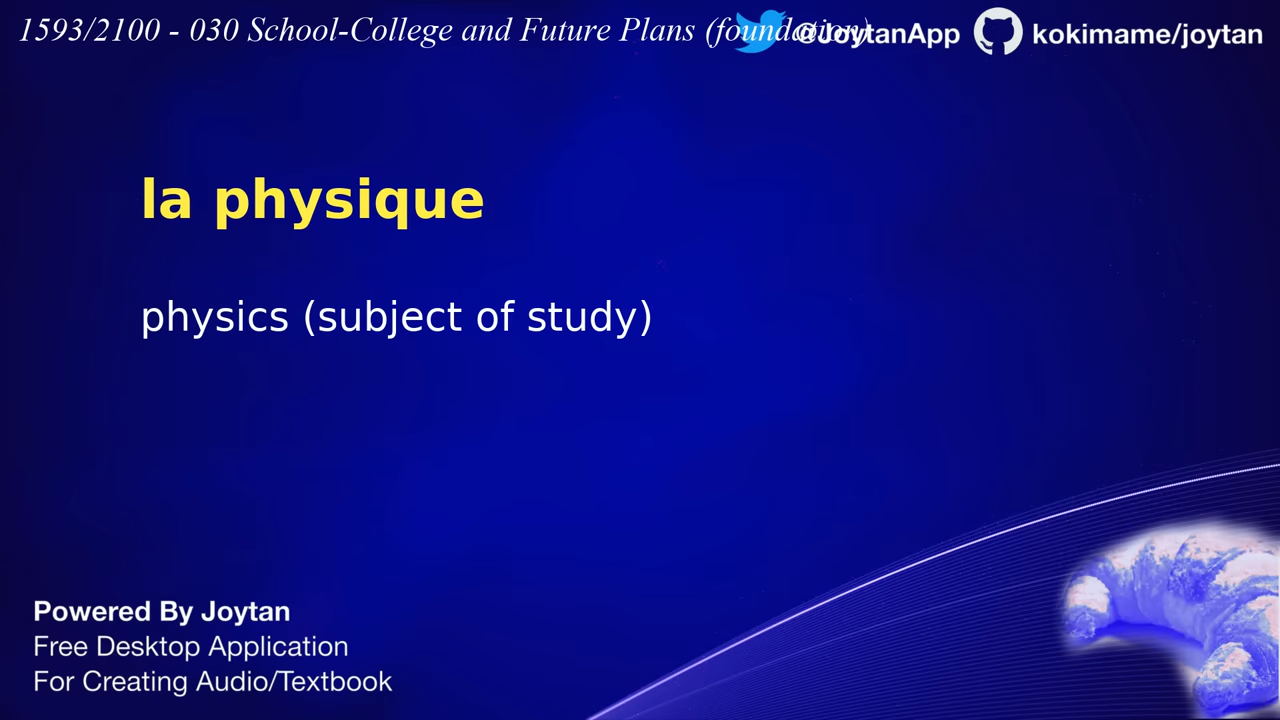 1593/2100 - 030 School-College and Future Plans (foundation)
@JoytanApp
kokimame/joytan
la physique
physics (subject of study)
Powered By Joytan
Free Desktop Application
For Creating Audio/Textbook